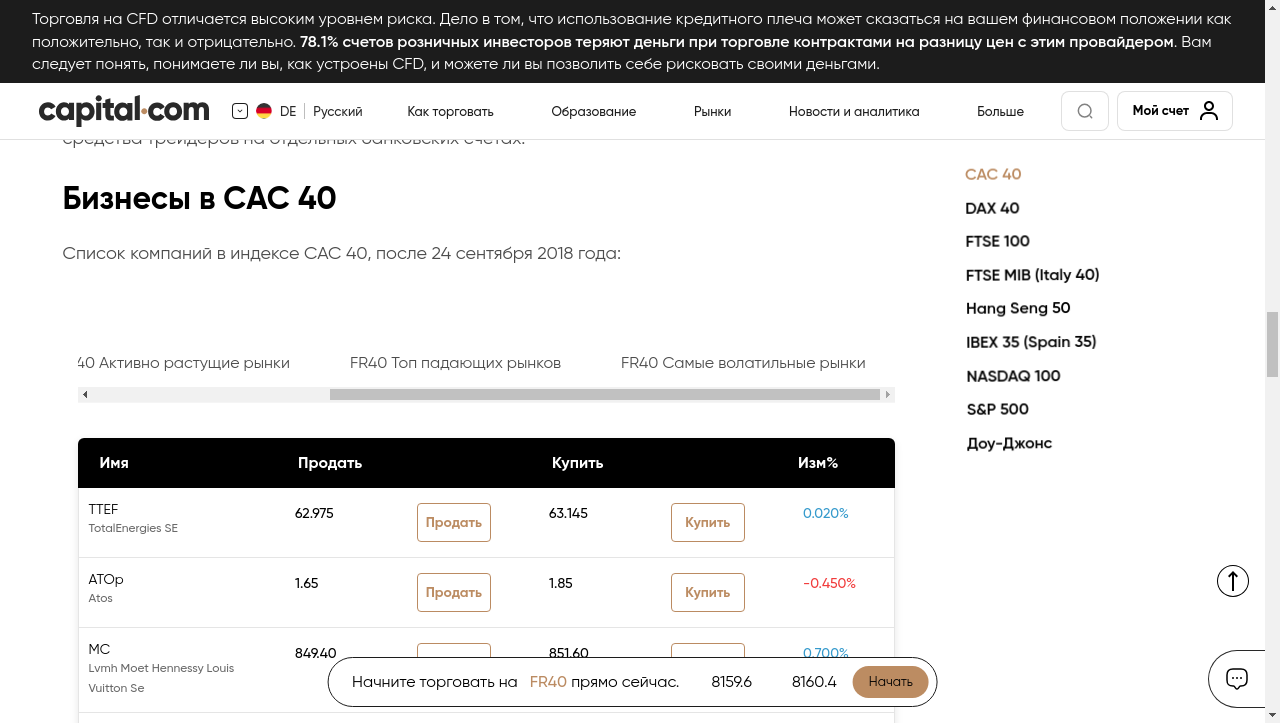 Торговля на CFD отличается высоким уровнем риска. Дело в том, что использование кредитного плеча может сказаться на вашем финансовом положении как
положительно, так и отрицательно. 78.1% счетов розничных инвесторов теряют деньги при торговле контрактами на разницу цен с этим провайдером. Вам
следует понять, понимаете ли вы, как устроены CFD, и можете ли вы позволить себе рисковать своими деньгами.
capital.com DE Русский Как торговать Образование Рынки Новости и аналитика Больше Мой счет
средства трейдеров на отдельных банковских счетах.
Бизнесы в CAC 40
Список компаний в индексе CAC 40, после 24 сентября 2018 года:
40 Активно растущие рынки FR40 Топ падающих рынков FR40 Самые волатильные рынки
Имя Продать Купить Изм%
TTEF 62.975 Продать 63.145 Купить 0.020%
TotalEnergies SE
ATOp 1.65 Продать 1.85 Купить -0.450%
Atos
MC 849.40 851.60 0.700%
Lvmh Moet Hennessy Louis
Vuitton Se
CAC 40
DAX 40
FTSE 100
FTSE MIB (Italy 40)
Hang Seng 50
IBEX 35 (Spain 35)
NASDAQ 100
S&P 500
Доу-Джонс
Начните торговать на FR40 прямо сейчас. 8159.6 8160.4 Начать